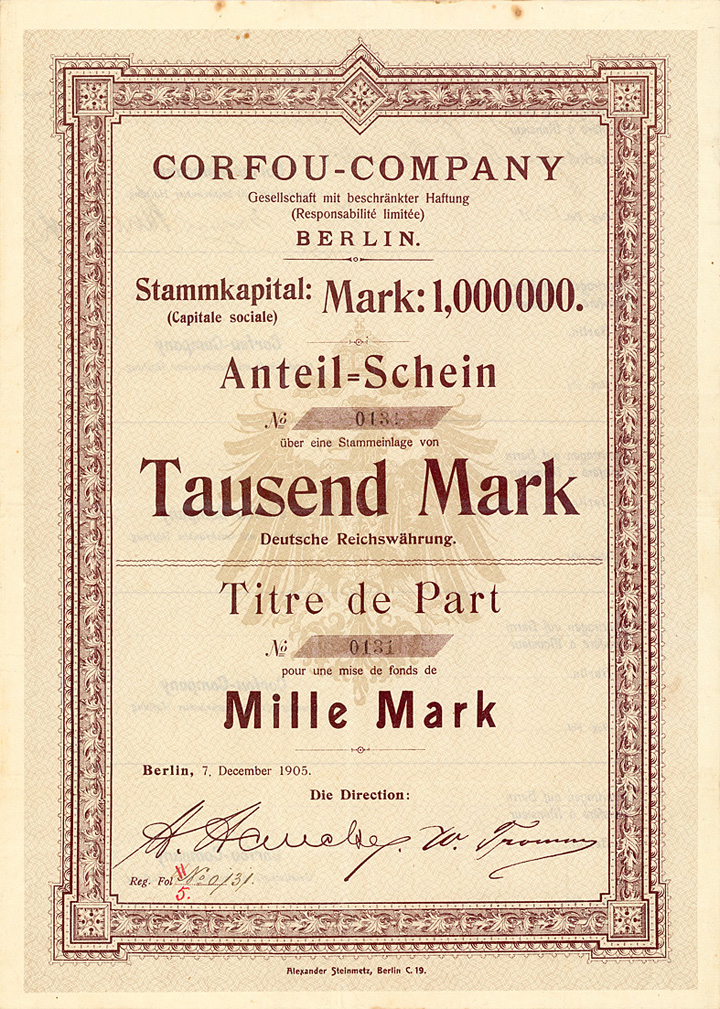 CORFOU-COMPANY
Gesellschaft mit beschränkter Haftung
(Responsabilité limitée)
BERLIN.
Stammkapital: Mark: 1,000000.
(Capitale sociale)
Anteil=Schein
No 0131
über eine Stammeinlage von
Tausend Mark
Deutsche Reichswährung.
Titre de Part
No 0131
pour une mise de fonds de
Mille Mark
Berlin, 7. December 1905.
Die Direction:
Reg. Fol II/5. No 0131.
Alexander Steinmetz, Berlin C. 19.